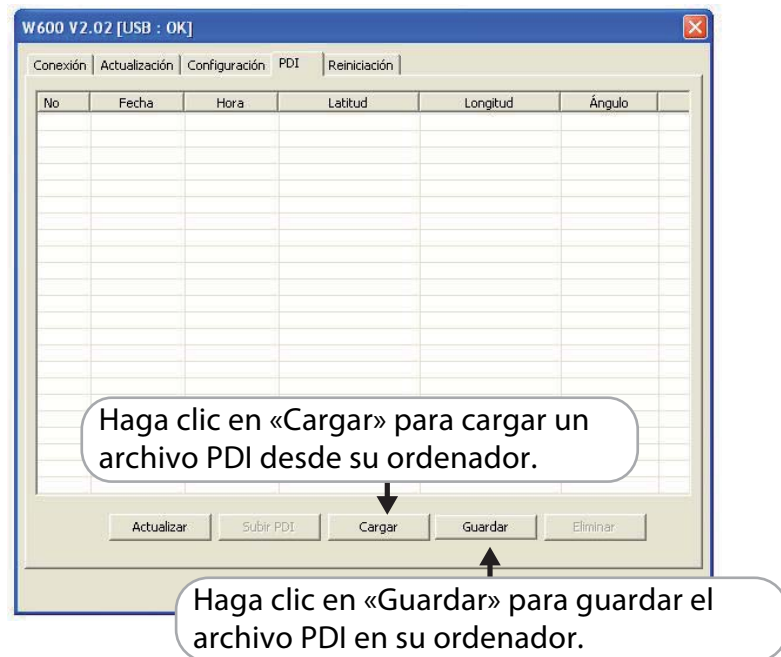 W600 V2.02 [USB : OK]
Conexión Actualización Configuración PDI Reiniciación
No Fecha Hora Latitud Longitud Ángulo
Haga clic en «Cargar» para cargar un
archivo PDI desde su ordenador.
Actualizar Subir PDI Cargar Guardar Eliminar
Haga clic en «Guardar» para guardar el
archivo PDI en su ordenador.